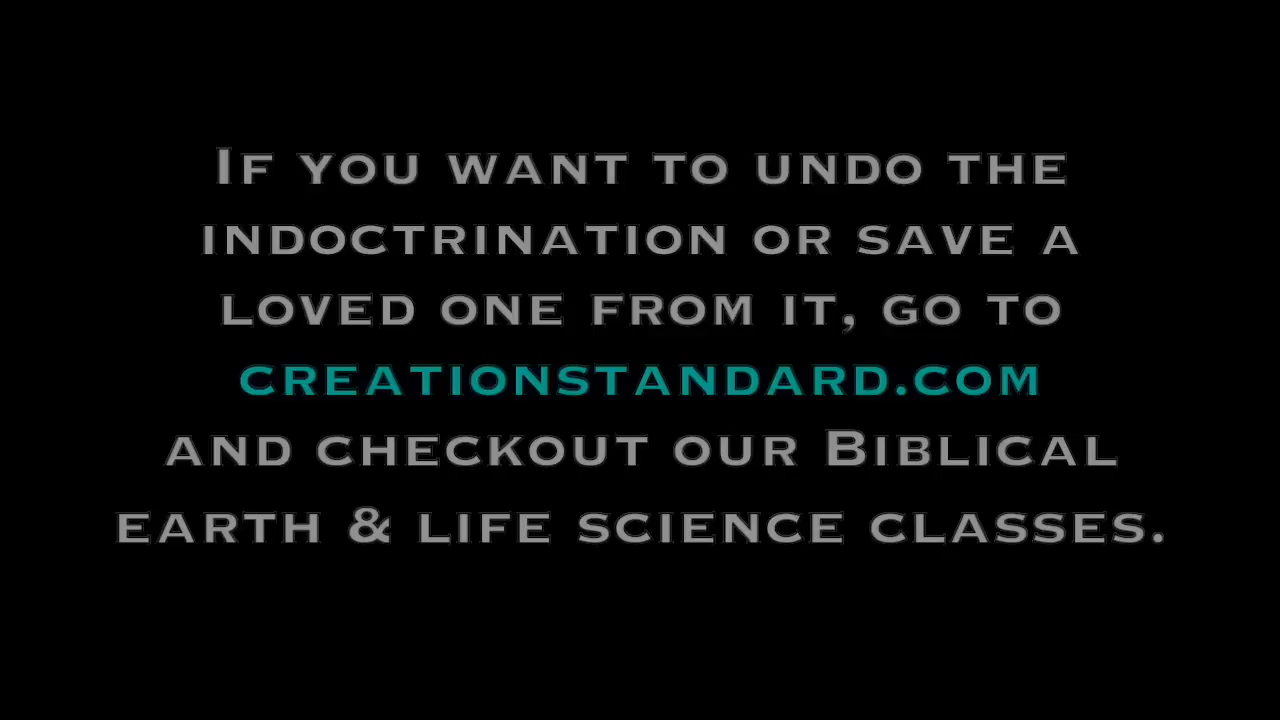 If you want to undo the
indoctrination or save a
loved one from it, go to
creationstandard.com
and checkout our Biblical
earth & life science classes.